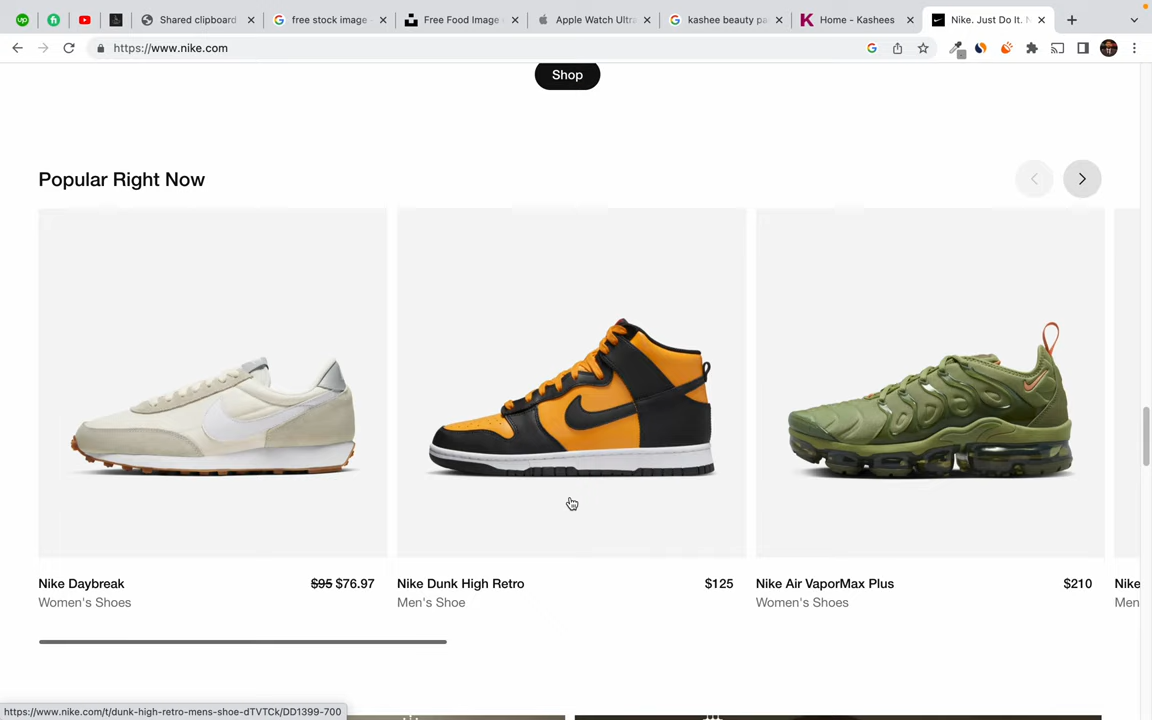 Shared clipboard
free stock image
Free Food Image
Apple Watch Ultra
kashee beauty pa
Home - Kashees
Nike. Just Do It. N
https://www.nike.com
Shop
Popular Right Now
Nike Daybreak $95 $76.97
Women's Shoes
Nike Dunk High Retro $125
Men's Shoe
Nike Air VaporMax Plus $210
Women's Shoes
Nike
Men
https://www.nike.com/t/dunk-high-retro-mens-shoe-dTVTCk/DD1399-700